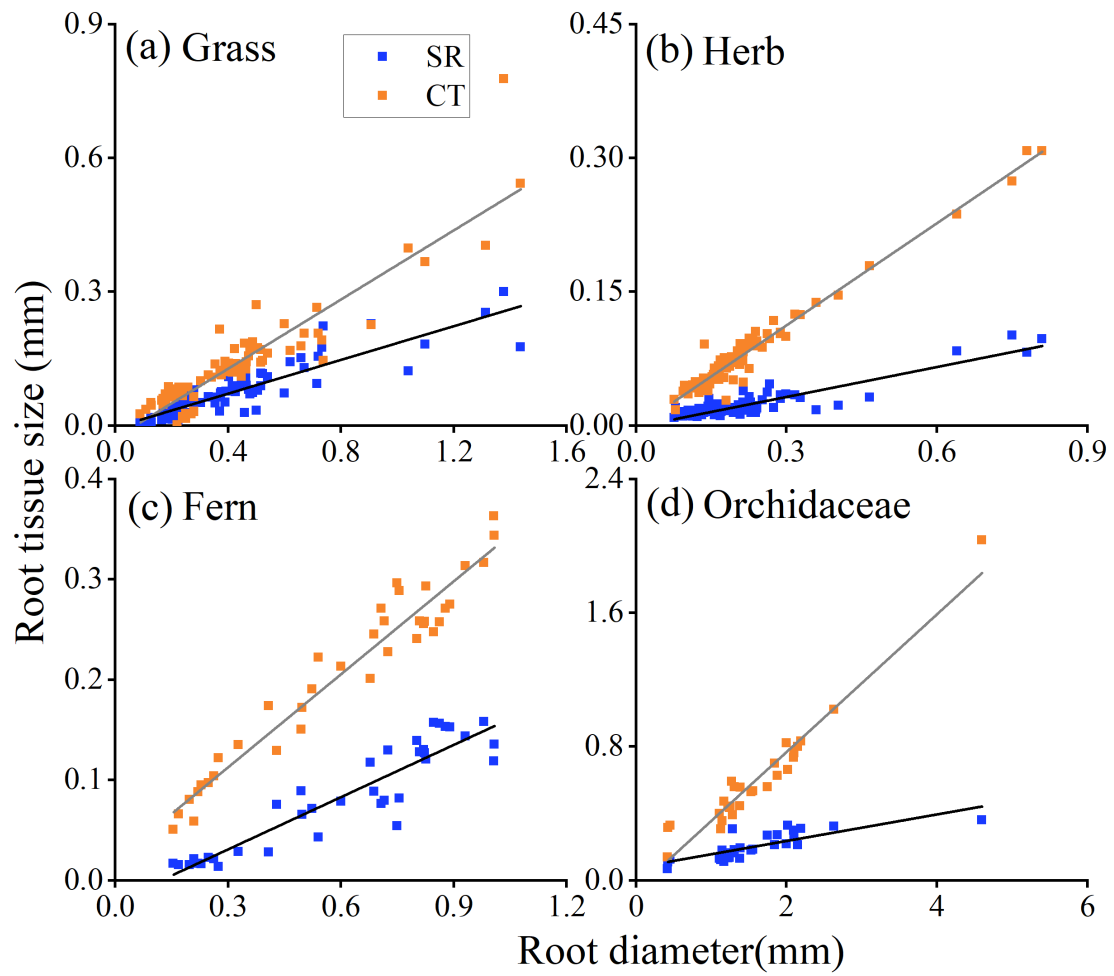 Root tissue size (mm)
(a) Grass
SR
CT
0.9
0.6
0.3
0.0
0.0 0.4 0.8 1.2 1.6
(b) Herb
0.45
0.30
0.15
0.00
0.0 0.3 0.6 0.9
(c) Fern
0.4
0.3
0.2
0.1
0.0
0.0 0.3 0.6 0.9 1.2
(d) Orchidaceae
2.4
1.6
0.8
0.0
0 2 4 6
Root diameter(mm)